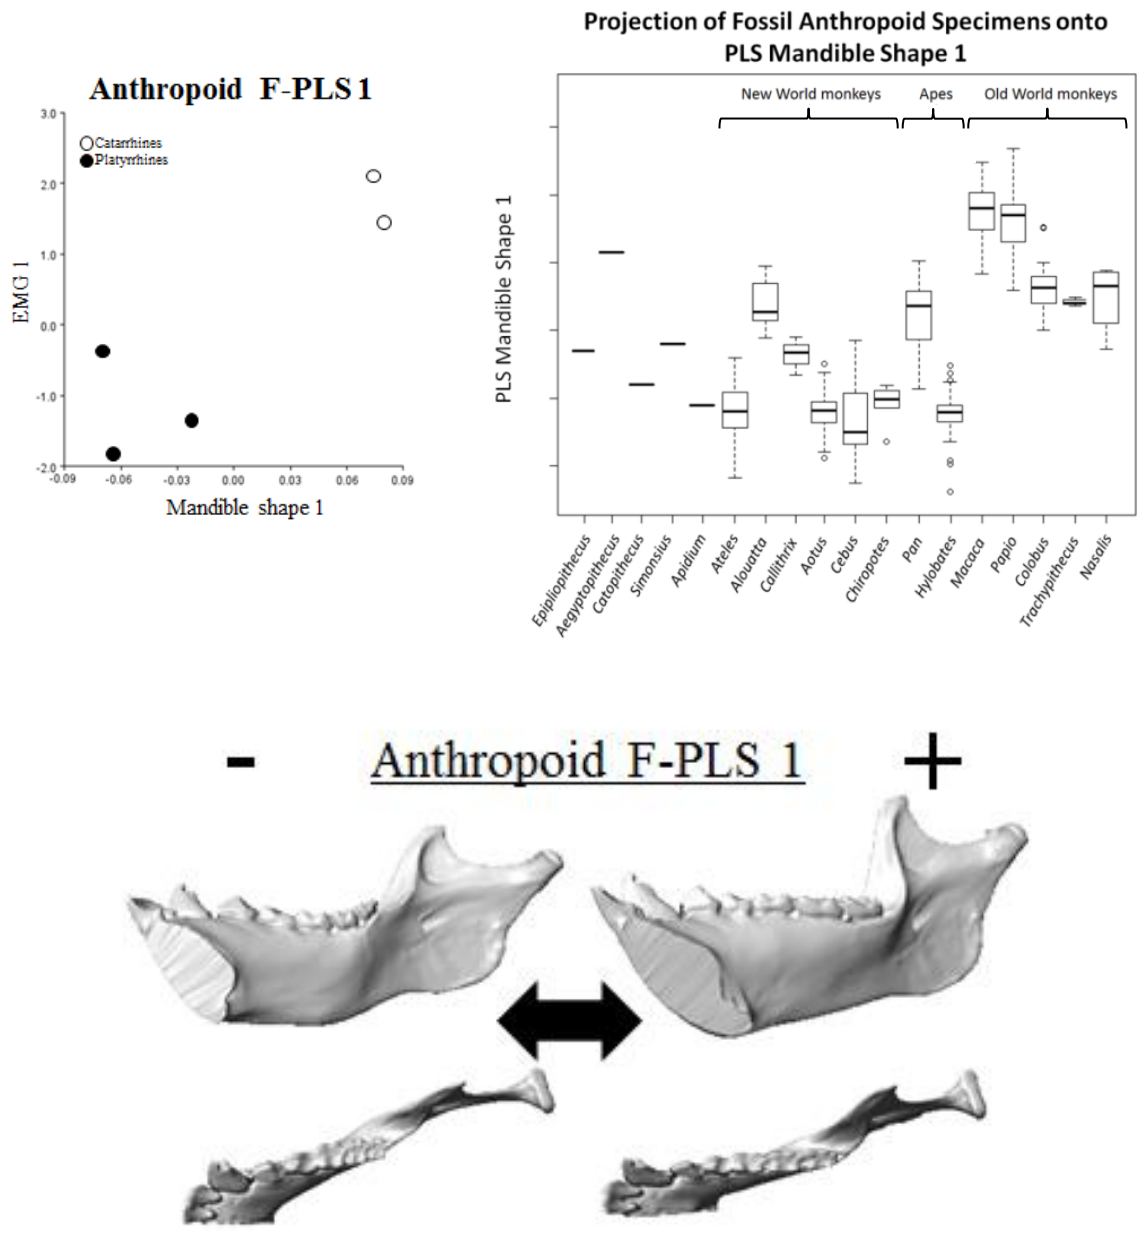 Anthropoid F-PLS 1
3.0
Catarrhines
Platyrrhines
2.0
1.0
0.0
-1.0
-2.0
EMG 1
-0.09 -0.06 -0.03 0.00 0.03 0.06 0.09
Mandible shape 1
Projection of Fossil Anthropoid Specimens onto
PLS Mandible Shape 1
New World monkeys Apes Old World monkeys
PLS Mandible Shape 1
Epipliopithecus
Aegyptopithecus
Catopithecus
Simonsius
Apidium
Ateles
Alouatta
Callithrix
Aotus
Cebus
Chiropotes
Pan
Hylobates
Macaca
Papio
Colobus
Trachypithecus
Nasalis
- Anthropoid F-PLS 1 +